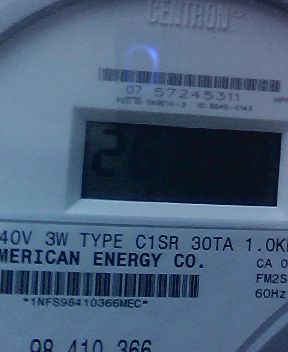 CENTRON®
07 57245311
40V 3W TYPE C1SR 30TA 1.0K
MERICAN ENERGY CO. CA 0
FM2S
*1NFS98410366MEC* 60Hz
98 410 366